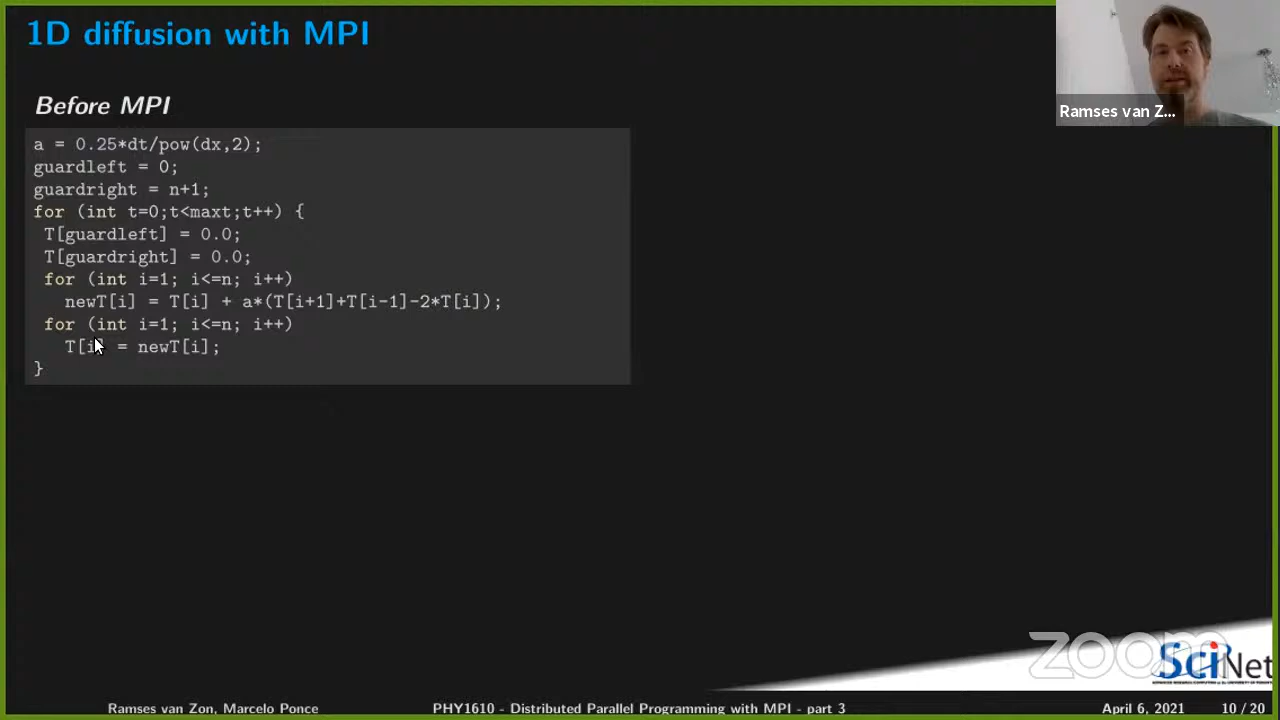 1D diffusion with MPI
Ramses van Z...
Before MPI
a = 0.25*dt/pow(dx,2);
guardleft = 0;
guardright = n+1;
for (int t=0;t<maxt;t++) {
T[guardleft] = 0.0;
T[guardright] = 0.0;
for (int i=1; i<=n; i++)
newT[i] = T[i] + a*(T[i+1]+T[i-1]-2*T[i]);
for (int i=1; i<=n; i++)
T[i] = newT[i];
}
zoom
SciNet
Ramses van Zon, Marcelo Ponce
PHY1610 - Distributed Parallel Programming with MPI - part 3
April 6, 2021
10 / 20